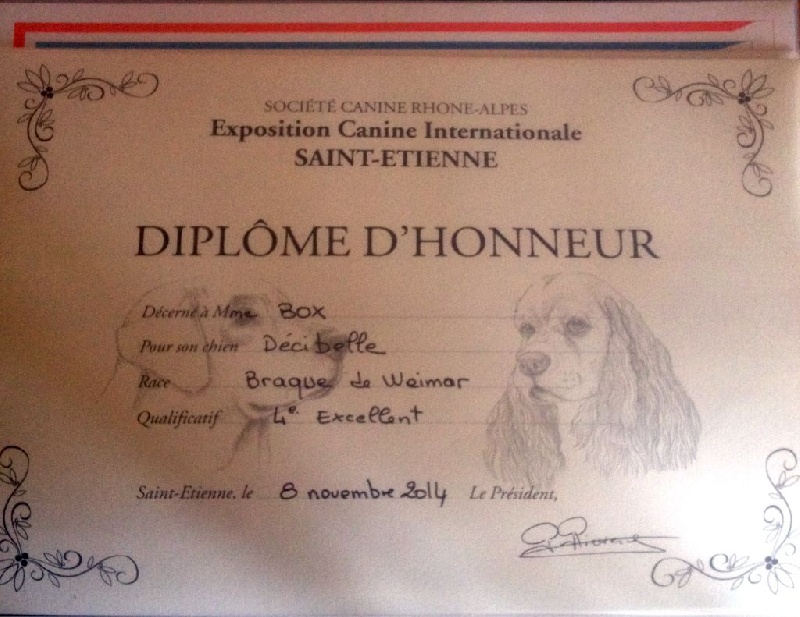 SOCIÉTÉ CANINE RHONE-ALPES
Exposition Canine Internationale
SAINT-ETIENNE
DIPLÔME D'HONNEUR
Décerné à Mme BOX
Pour son chien Décibelle
Race Braque de Weimar
Qualificatif 4e Excellent
Saint-Etienne, le 8 novembre 2014 Le Président,